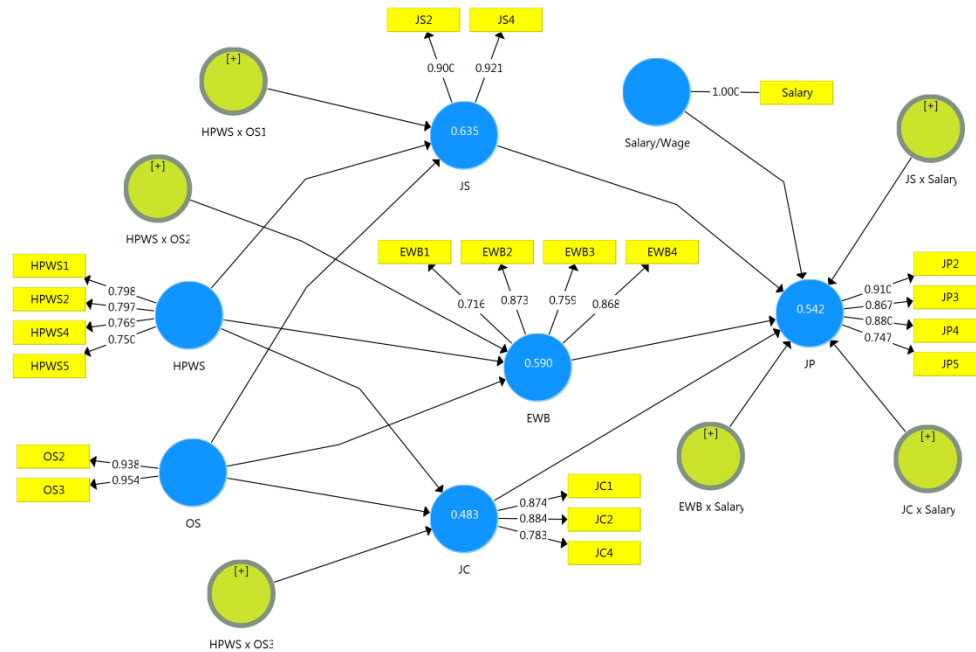 JS2
JS4
[+]
0.900
0.921
HPWS x OS1
0.635
JS
1.000
Salary
Salary/Wage
[+]
JS x Salary
[+]
HPWS x OS2
EWB1
EWB2
EWB3
EWB4
0.716
0.873
0.759
0.868
HPWS1
HPWS2
HPWS4
HPWS5
0.798
0.797
0.769
0.750
HPWS
0.590
EWB
0.542
JP
0.910
0.867
0.880
0.747
JP2
JP3
JP4
JP5
OS2
OS3
0.938
0.954
OS
[+]
EWB x Salary
[+]
JC x Salary
0.483
JC
0.874
0.884
0.783
JC1
JC2
JC4
[+]
HPWS x OS3